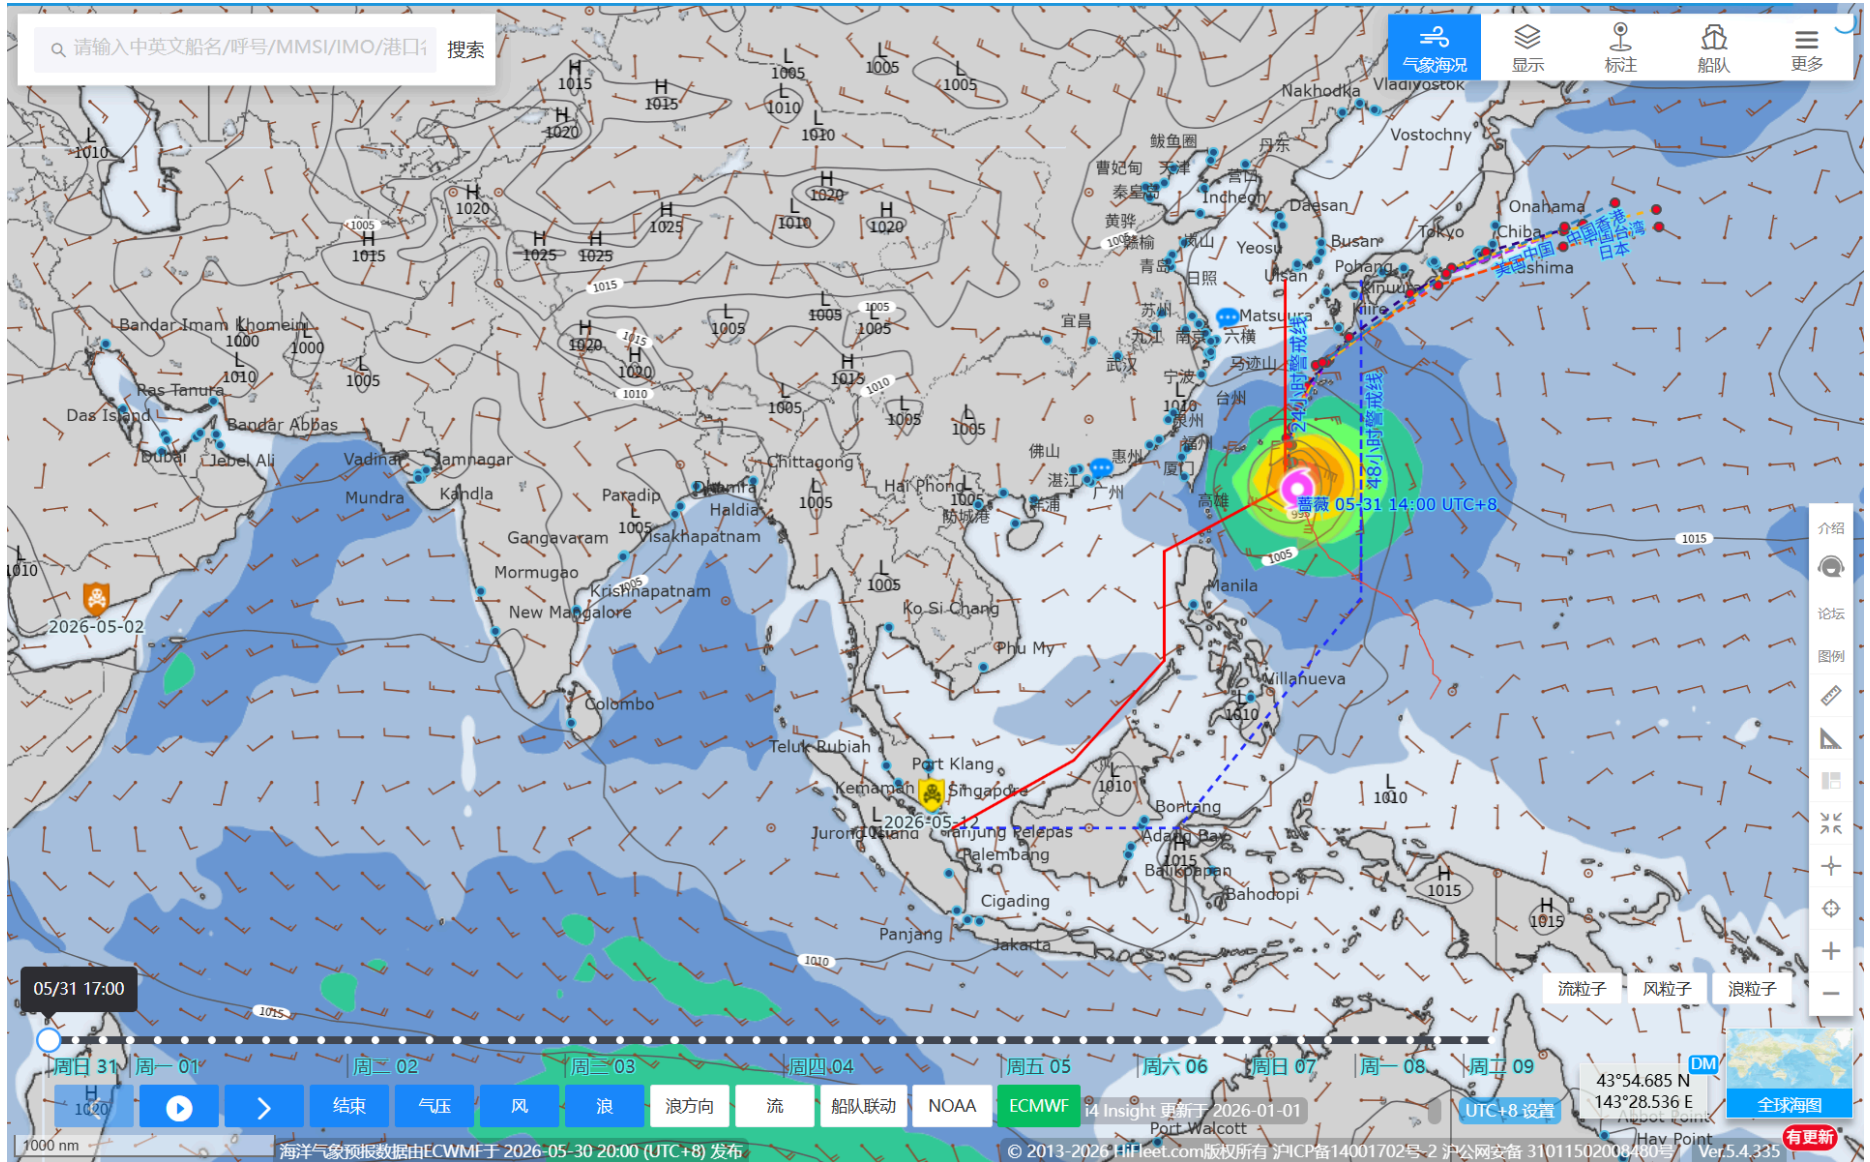 请输入中英文船名/呼号/MMSI/IMO/港口名
搜索
气象海况
显示
标注
船队
更多
Nakhodka
Vladivostok
Vostochny
鲅鱼圈
丹东
曹妃甸
天津
营口
秦皇岛
Incheon
Daesan
黄骅
岚山
Yeosu
Busan
Onahama
Tokyo
Chiba
青岛
日照
Ulsan
Pohang
Kinuura
Kiire
美国
中国
中国香港
中国台湾
日本
苏州
Matsuura
宜昌
九江
南京
六横
武汉
马迹山
宁波
台州
泉州
福州
厦门
高雄
佛山
惠州
湛江
广州
洋浦
防城港
Hai Phong
24小时警戒线
48小时警戒线
蔷薇 05-31 14:00 UTC+8
Bandar Imam Khomeini
Ras Tanura
Das Island
Bandar Abbas
Dubai
Jebel Ali
Vadinar
Jamnagar
Mundra
Kandla
Chittagong
Paradip
Dhamra
Haldia
Gangavaram
Visakhapatnam
Mormugao
Krishnapatnam
New Mangalore
Colombo
Ko Si Chang
Phu My
Manila
Villanueva
2026-05-02
Teluk Rubiah
Port Klang
Kemaman
Singapore
2026-05-12
Jurong Island
Tanjung Pelepas
Palembang
Bontang
Adang Bay
Balikpapan
Bahodopi
Cigading
Panjang
Jakarta
介绍
论坛
图例
流粒子
风粒子
浪粒子
05/31 17:00
周日 31
周一 01
周二 02
周三 03
周四 04
周五 05
周六 06
周日 07
周一 08
周二 09
结束
气压
风
浪
浪方向
流
船队联动
NOAA
ECMWF
i4 Insight 更新于 2026-01-01
UTC+8 设置
DM
43°54.685 N
143°28.536 E
全球海图
Abbot Point
Port Walcott
Hay Point
有更新
1000 nm
海洋气象预报数据由ECWMF于 2026-05-30 20:00 (UTC+8) 发布
© 2013-2026 HiFleet.com版权所有 沪ICP备14001702号-2 沪公网安备 31011502008480号
Ver.5.4.335